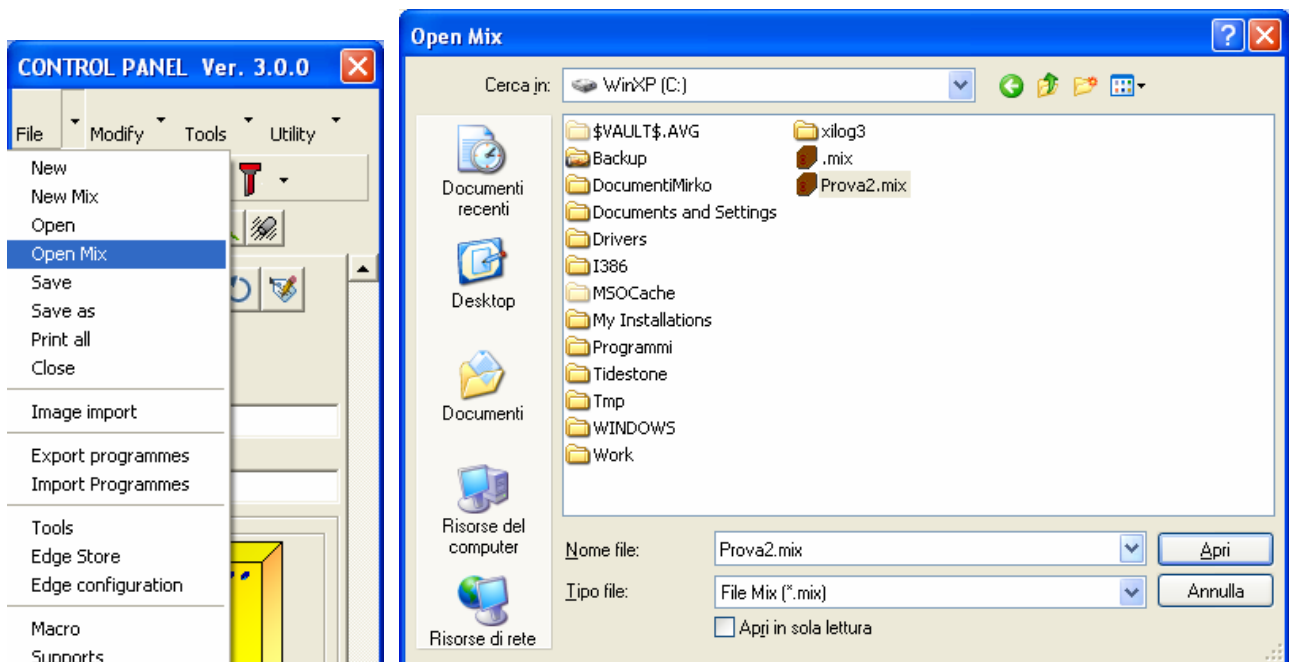 CONTROL PANEL Ver. 3.0.0
File Modify Tools Utility
New
New Mix
Open
Open Mix
Save
Save as
Print all
Close
Image import
Export programmes
Import Programmes
Tools
Edge Store
Edge configuration
Macro
Supports
Open Mix
Cerca in: WinXP (C:)
Documenti recenti
Desktop
Documenti
Risorse del computer
Risorse di rete
$VAULT$.AVG
Backup
DocumentiMirko
Documents and Settings
Drivers
I386
MSOCache
My Installations
Programmi
Tidestone
Tmp
WINDOWS
Work
xilog3
.mix
Prova2.mix
Nome file: Prova2.mix Apri
Tipo file: File Mix (*.mix) Annulla
Apri in sola lettura